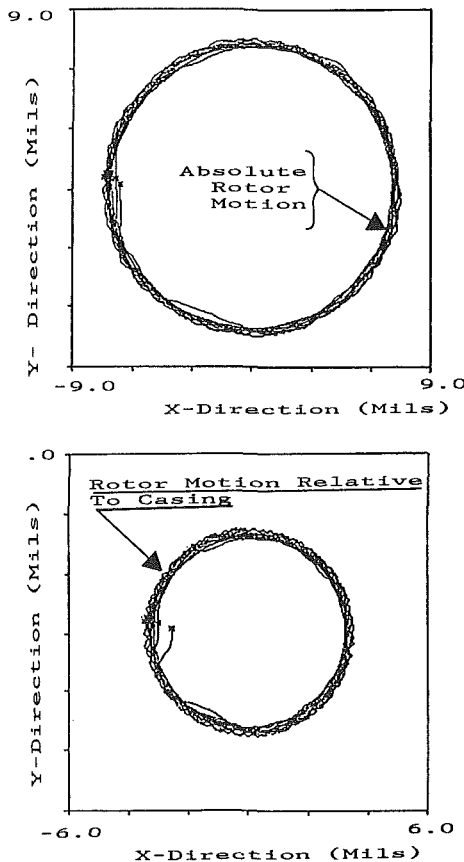 9.0
Absolute
Rotor
Motion
Y- Direction (Mils)
-9.0
9.0
X-Direction (Mils)
.0
Rotor Motion Relative
To Casing
Y-Direction (Mils)
-6.0
6.0
X-Direction (Mils)